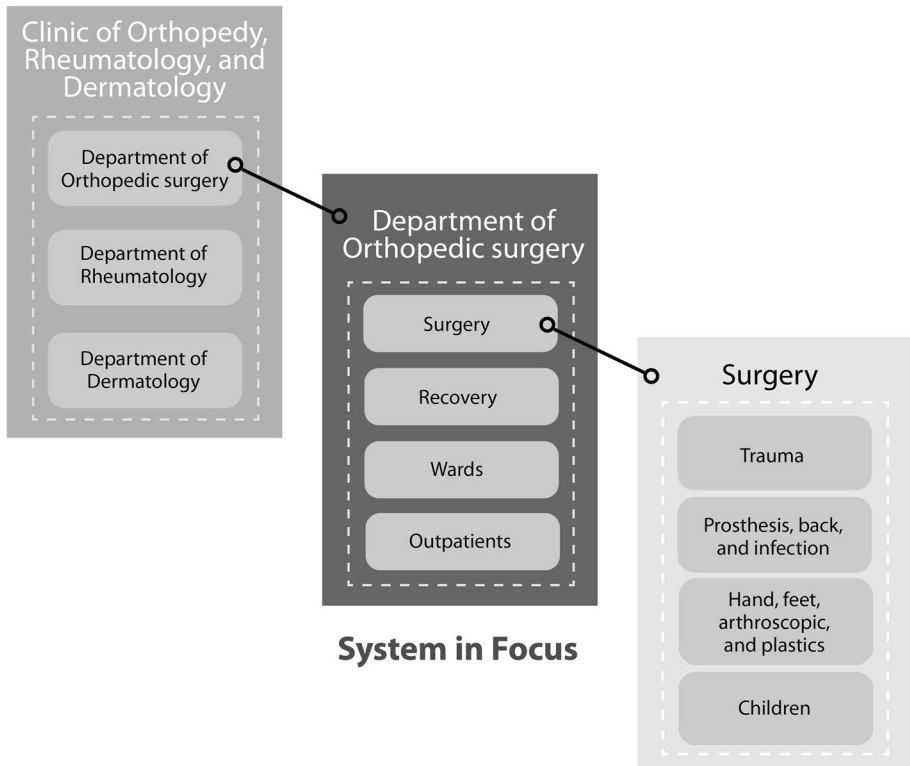 Clinic of Orthopedy,
Rheumatology, and
Dermatology
Department of
Orthopedic surgery
Department of
Rheumatology
Department of
Dermatology
Department of
Orthopedic surgery
Surgery
Recovery
Wards
Outpatients
System in Focus
Surgery
Trauma
Prosthesis, back,
and infection
Hand, feet,
arthroscopic,
and plastics
Children